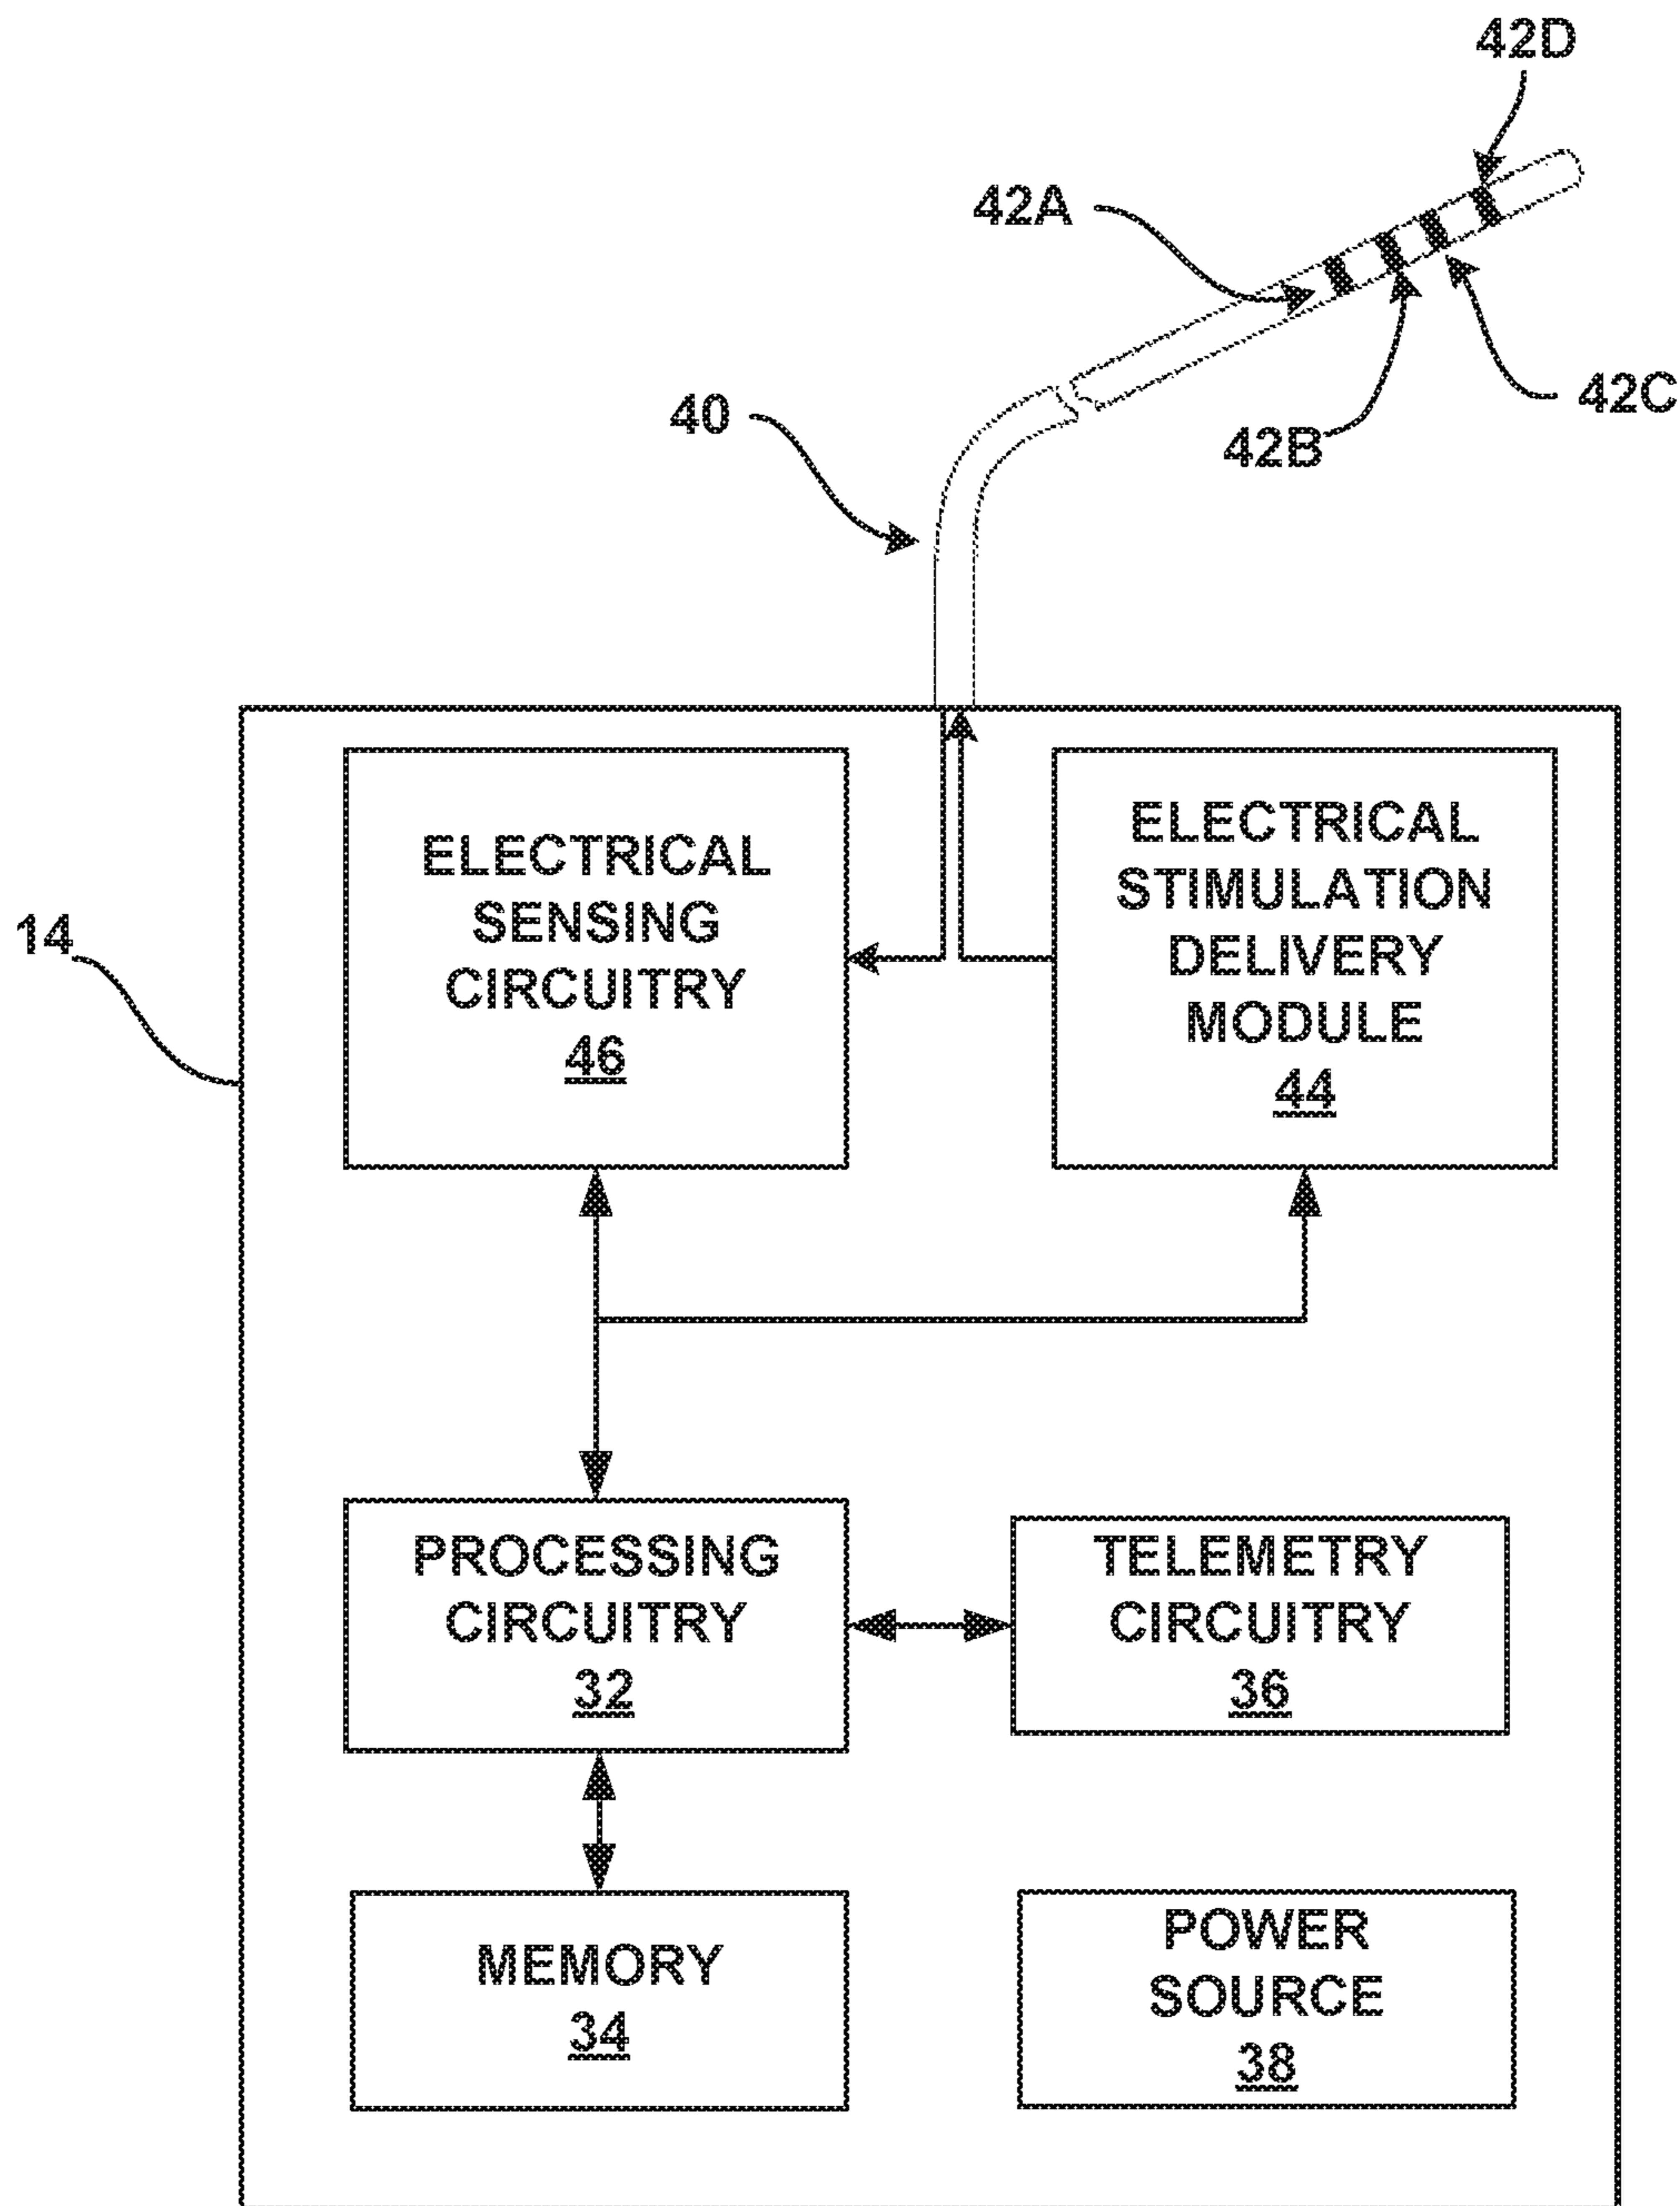 42D
42A
42C
40
42B
ELECTRICAL
SENSING
CIRCUITRY
46
ELECTRICAL
STIMULATION
DELIVERY
MODULE
44
14
PROCESSING
CIRCUITRY
32
TELEMETRY
CIRCUITRY
36
MEMORY
34
POWER
SOURCE
38